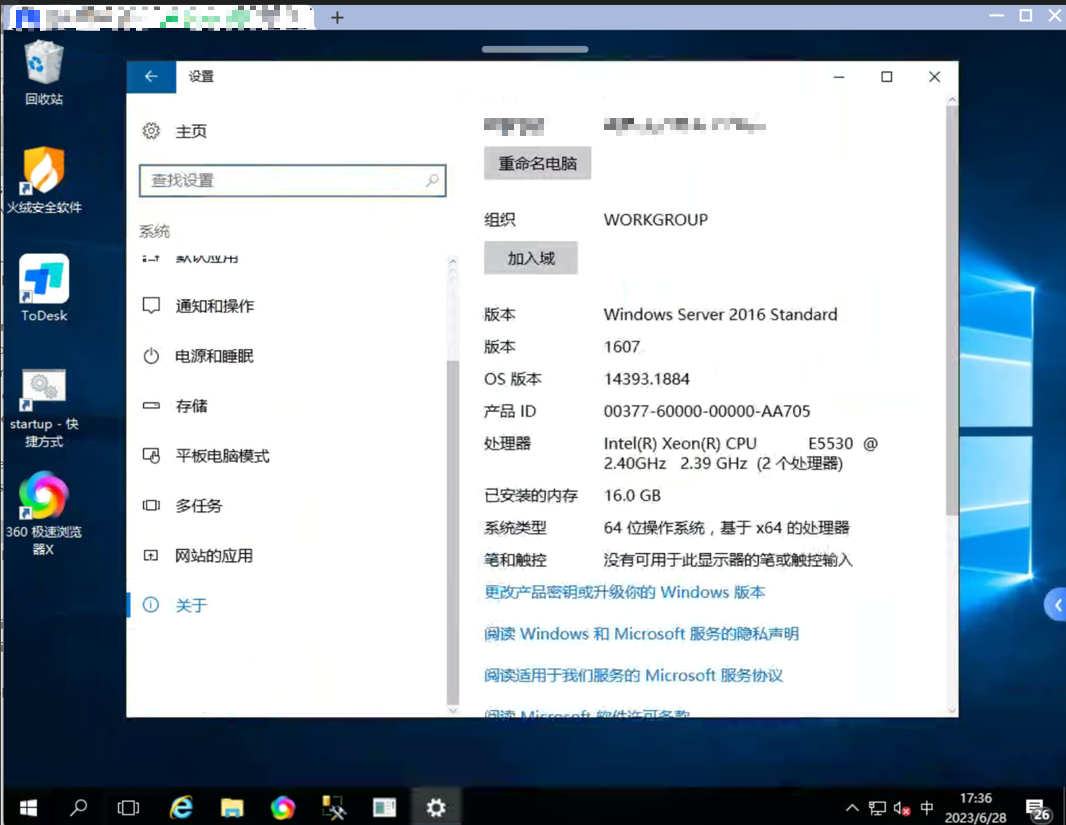 回收站
火绒安全软件
ToDesk
startup - 快
捷方式
360 极速浏览
器X
设置
主页
查找设置
系统
默认应用
通知和操作
电源和睡眠
存储
平板电脑模式
多任务
网站的应用
关于
重命名电脑
组织 WORKGROUP
加入域
版本 Windows Server 2016 Standard
版本 1607
OS 版本 14393.1884
产品 ID 00377-60000-00000-AA705
处理器 Intel(R) Xeon(R) CPU E5530 @
2.40GHz 2.39 GHz (2 个处理器)
已安装的内存 16.0 GB
系统类型 64 位操作系统，基于 x64 的处理器
笔和触控 没有可用于此显示器的笔或触控输入
更改产品密钥或升级你的 Windows 版本
阅读 Windows 和 Microsoft 服务的隐私声明
阅读适用于我们服务的 Microsoft 服务协议
阅读 Microsoft 软件许可条款
中
17:36
2023/6/28
26